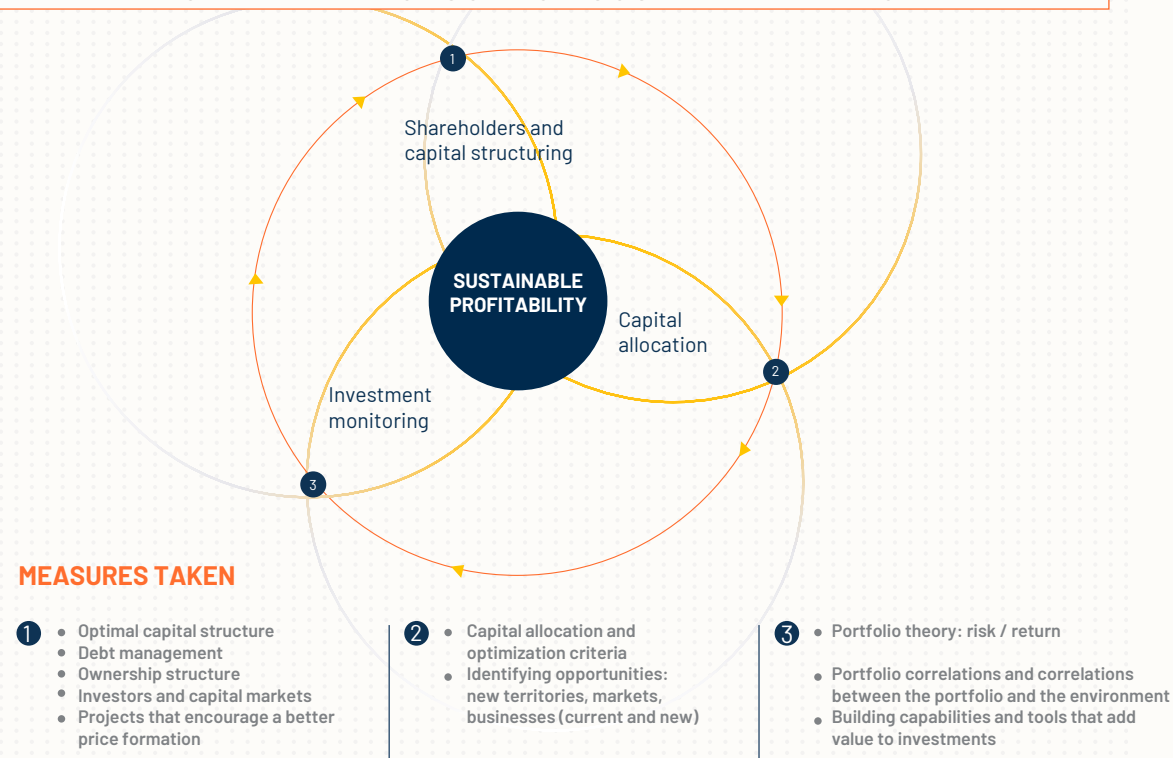 1
Shareholders and
capital structuring
SUSTAINABLE
PROFITABILITY
Capital
allocation
2
Investment
monitoring
3
MEASURES TAKEN
1
• Optimal capital structure
• Debt management
• Ownership structure
• Investors and capital markets
• Projects that encourage a better
price formation
2
• Capital allocation and
optimization criteria
• Identifying opportunities:
new territories, markets,
businesses (current and new)
3
• Portfolio theory: risk / return
• Portfolio correlations and correlations
between the portfolio and the environment
• Building capabilities and tools that add
value to investments